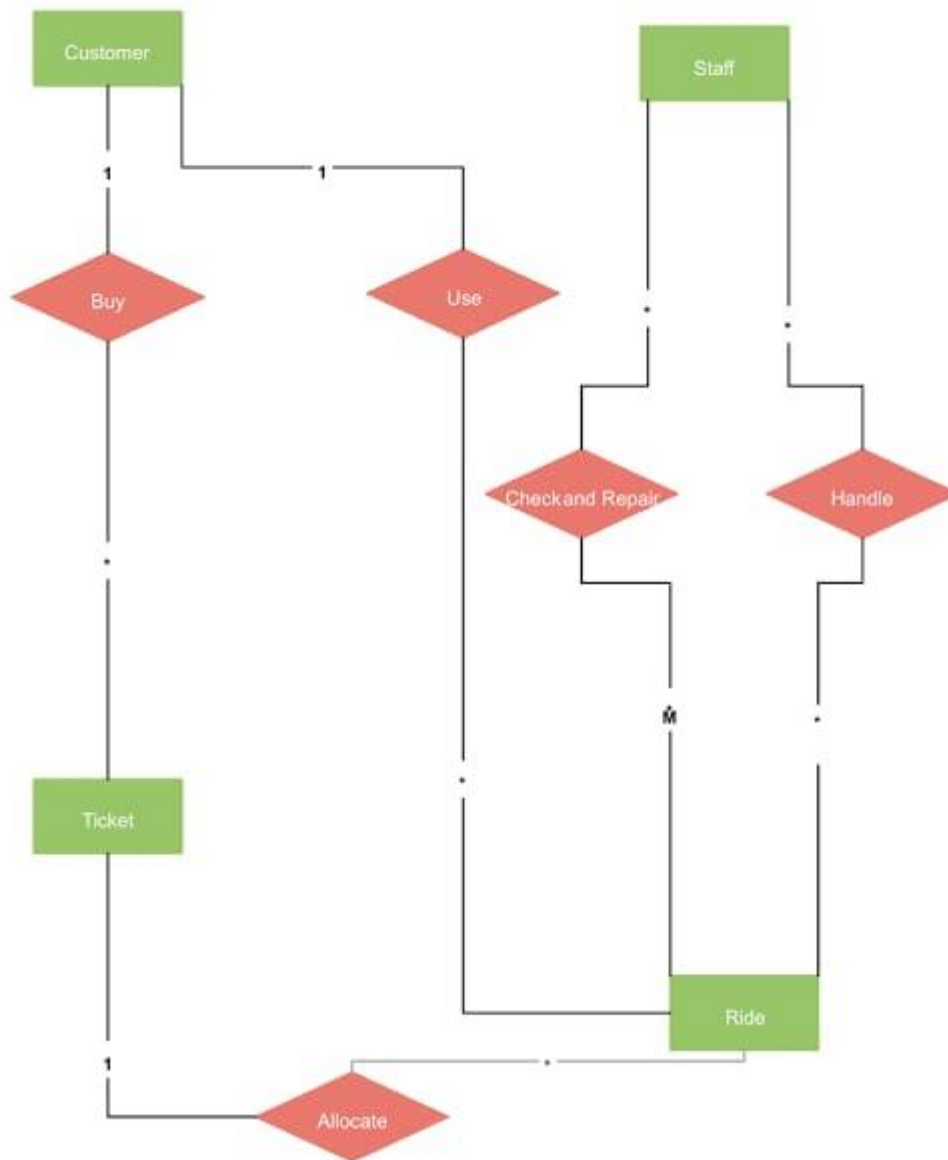 Customer
Staff
1
1
Buy
Use
*
*
Checkand Repair
Handle
*
*
M
*
*
Ticket
Ride
1
*
Allocate